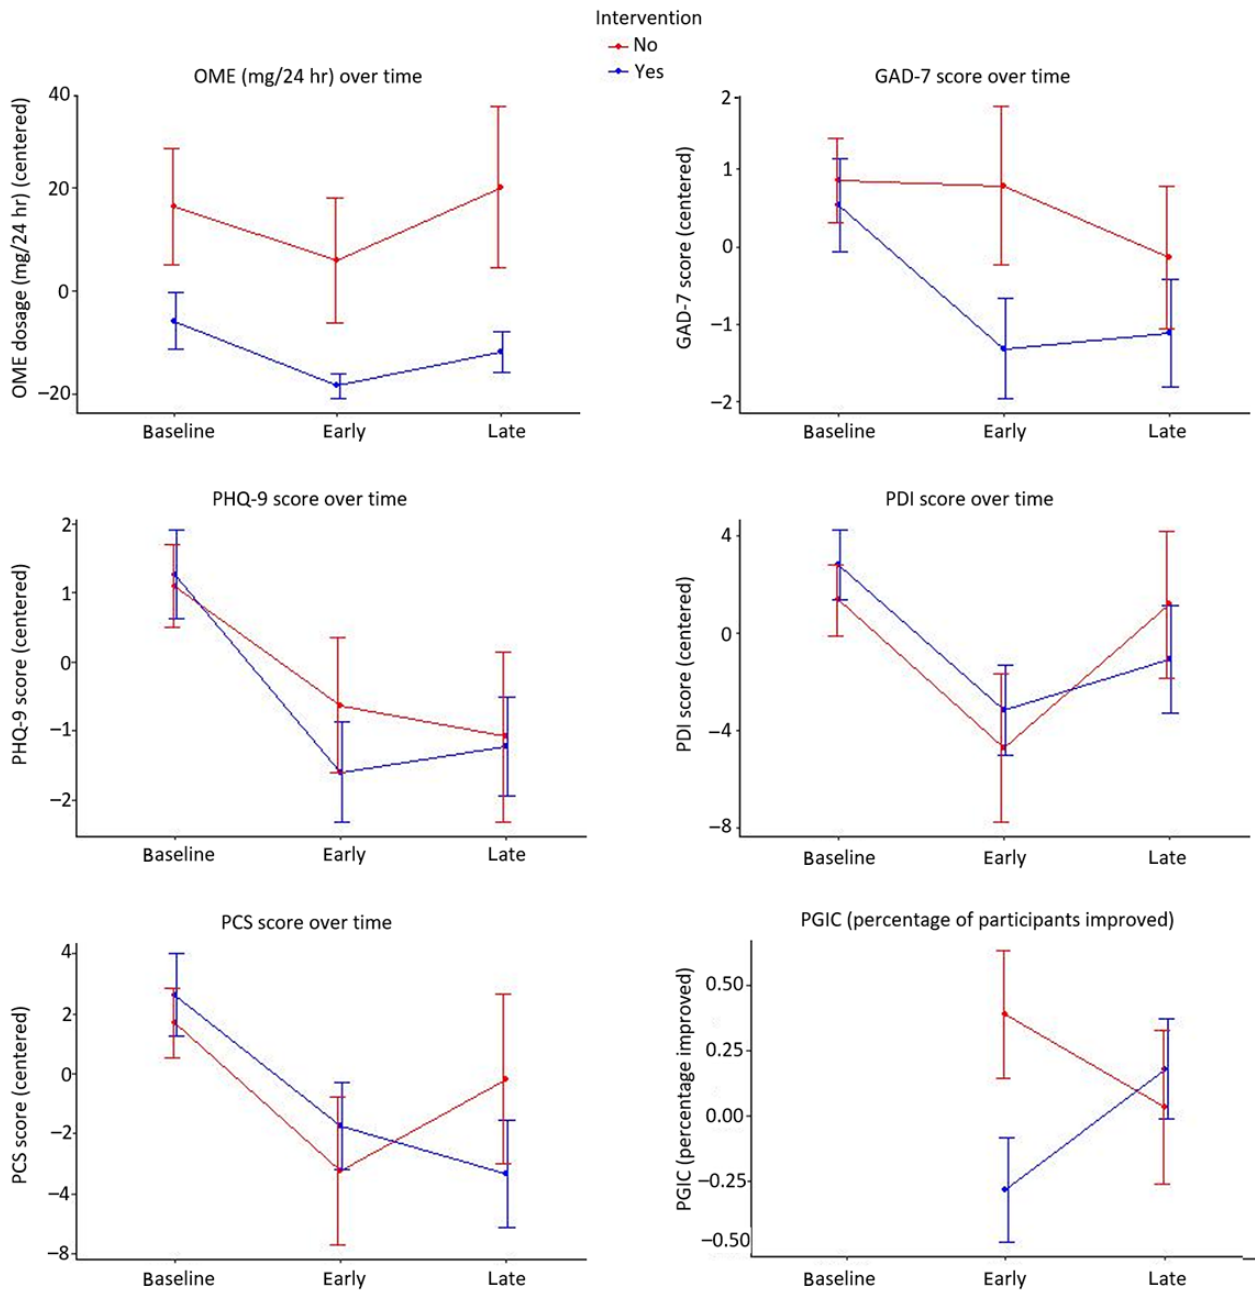 Intervention
No
Yes
OME (mg/24 hr) over time
OME dosage (mg/24 hr) (centered)
40
20
0
−20
Baseline Early Late
GAD-7 score over time
GAD-7 score (centered)
2
1
0
−1
−2
Baseline Early Late
PHQ-9 score over time
PHQ-9 score (centered)
2
1
0
−1
−2
Baseline Early Late
PDI score over time
PDI score (centered)
4
0
−4
−8
Baseline Early Late
PCS score over time
PCS score (centered)
4
2
0
−2
−4
−8
Baseline Early Late
PGIC (percentage of participants improved)
PGIC (percentage improved)
0.50
0.25
0.00
−0.25
−0.50
Baseline Early Late